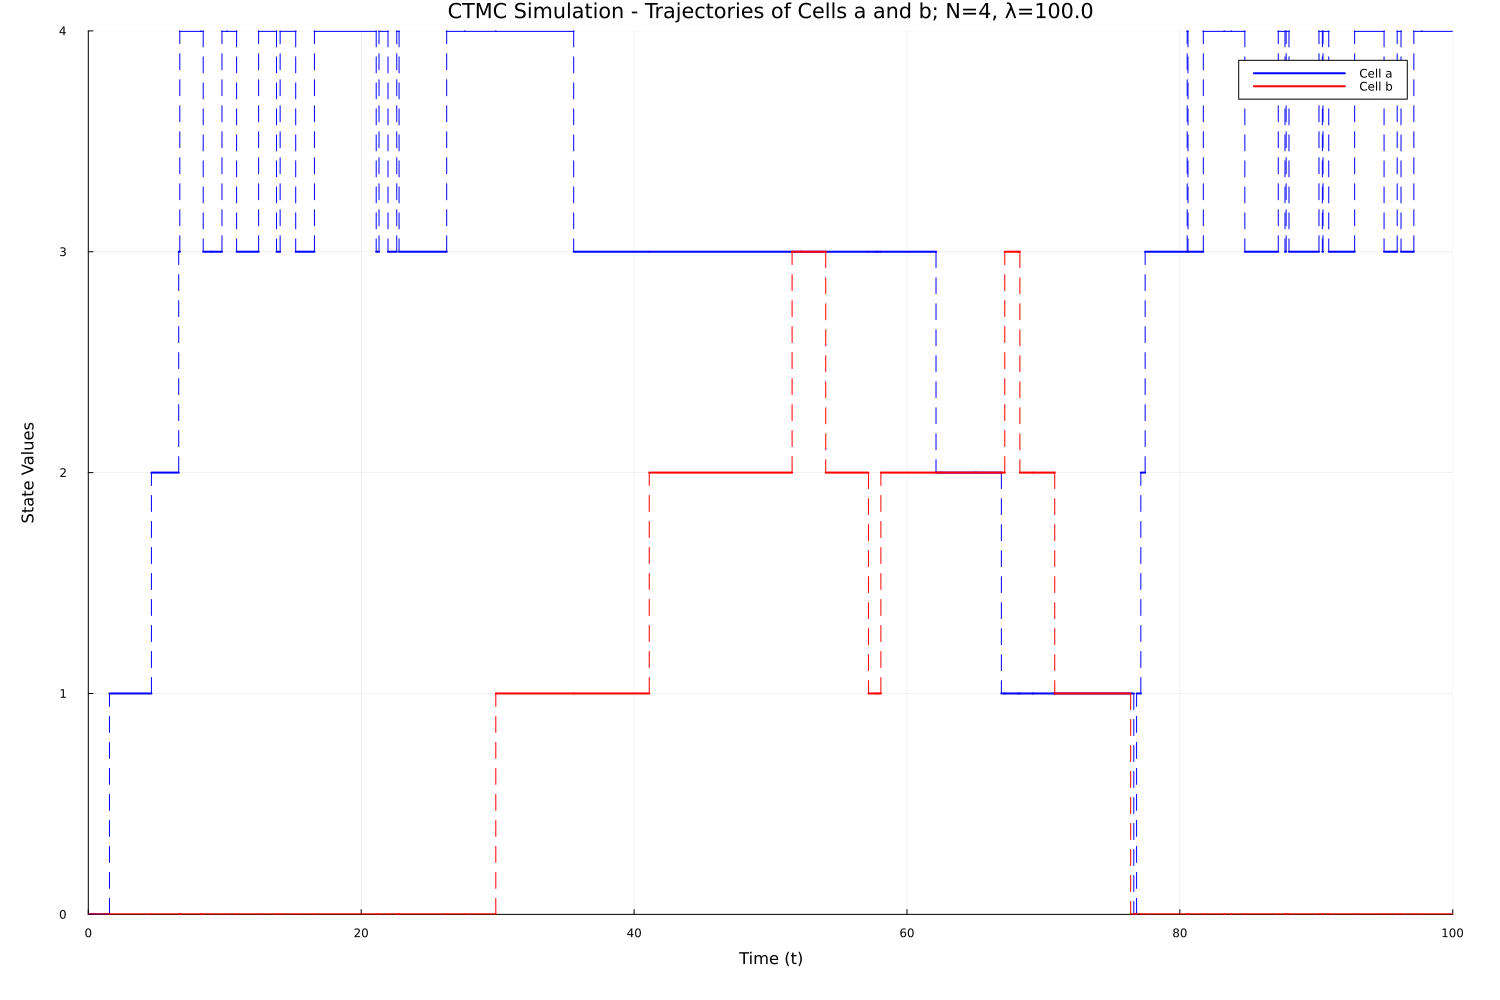 CTMC Simulation - Trajectories of Cells a and b; N=4, λ=100.0
4
Cell a
Cell b
3
State Values
2
1
0
0 20 40 60 80 100
Time (t)